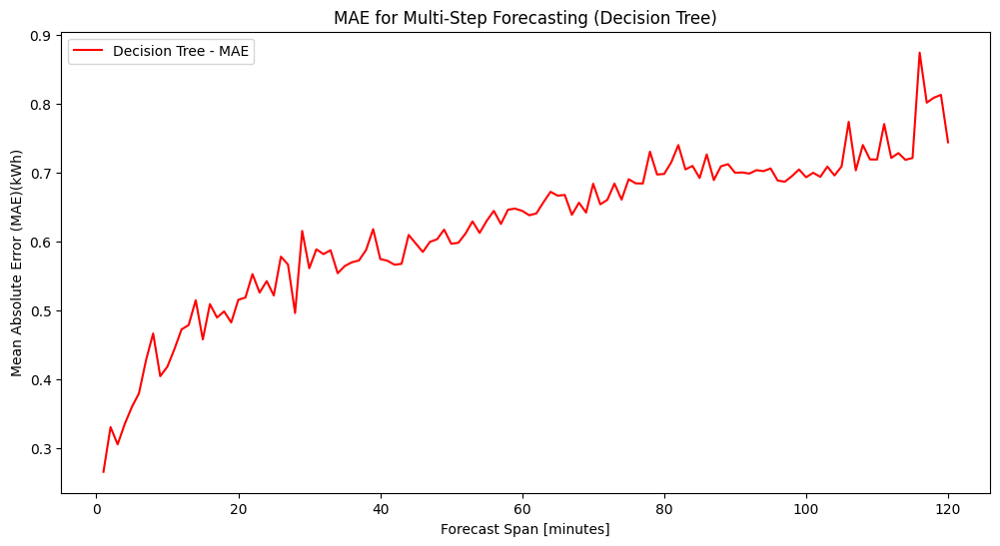 MAE for Multi-Step Forecasting (Decision Tree)
Decision Tree - MAE
Mean Absolute Error (MAE)(kWh)
0.9
0.8
0.7
0.6
0.5
0.4
0.3
0 20 40 60 80 100 120
Forecast Span [minutes]